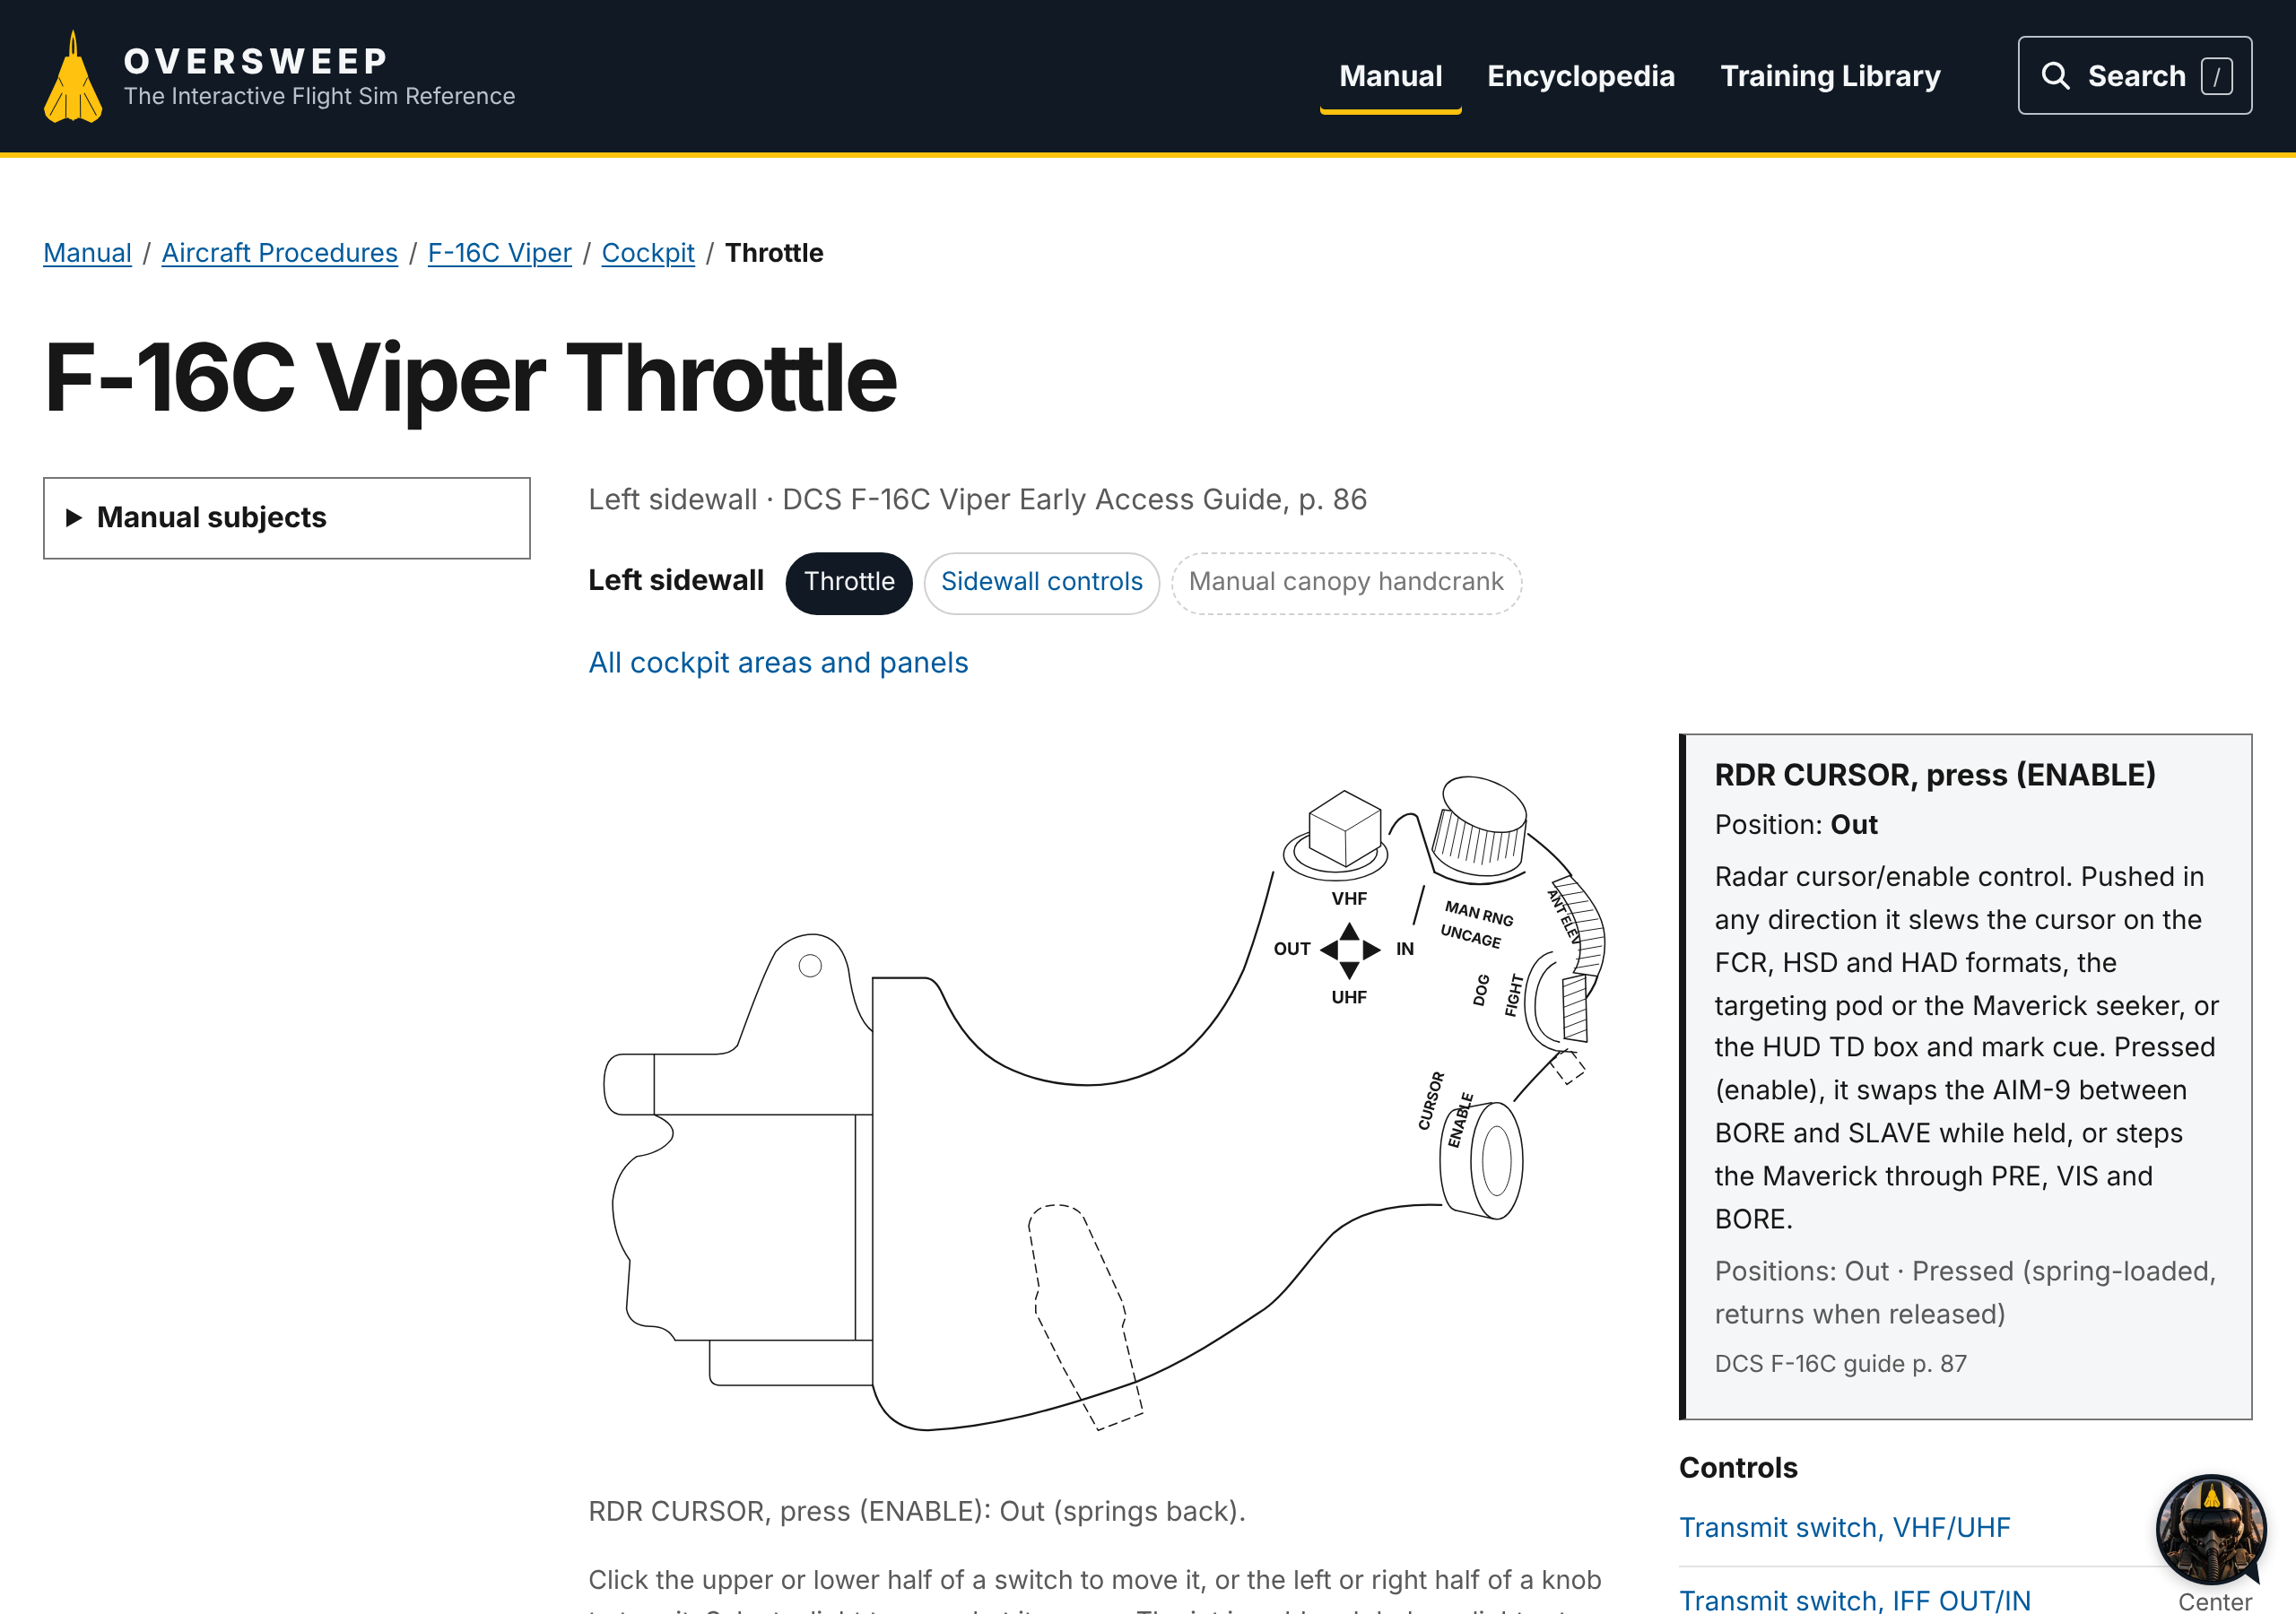 OVERSWEEP
The Interactive Flight Sim Reference
Manual
Encyclopedia
Training Library
Search /
Manual / Aircraft Procedures / F-16C Viper / Cockpit / Throttle
F-16C Viper Throttle
Manual subjects
Left sidewall · DCS F-16C Viper Early Access Guide, p. 86
Left sidewall
Throttle
Sidewall controls
Manual canopy handcrank
All cockpit areas and panels
VHF
OUT
IN
UHF
MAN RNG
UNCAGE
ANT ELEV
DOG
FIGHT
CURSOR
ENABLE
RDR CURSOR, press (ENABLE)
Position: Out
Radar cursor/enable control. Pushed in
any direction it slews the cursor on the
FCR, HSD and HAD formats, the
targeting pod or the Maverick seeker, or
the HUD TD box and mark cue. Pressed
(enable), it swaps the AIM-9 between
BORE and SLAVE while held, or steps
the Maverick through PRE, VIS and
BORE.
Positions: Out · Pressed (spring-loaded,
returns when released)
DCS F-16C guide p. 87
Controls
Transmit switch, VHF/UHF
Transmit switch, IFF OUT/IN
Center
RDR CURSOR, press (ENABLE): Out (springs back).
Click the upper or lower half of a switch to move it, or the left or right half of a knob